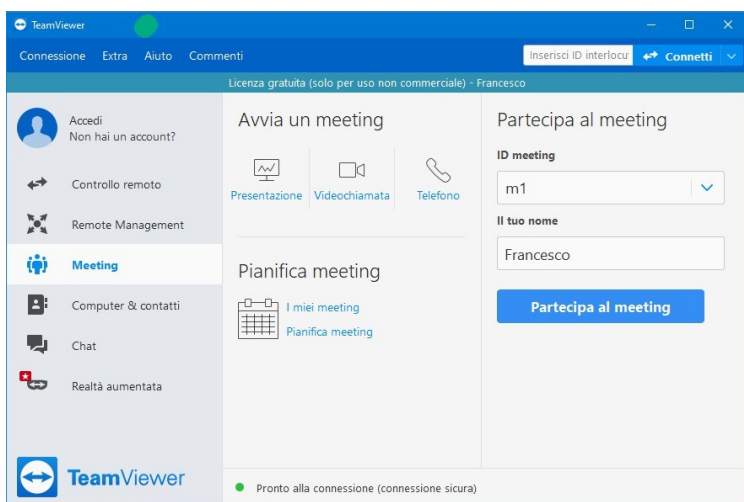 TeamViewer
Connessione Extra Aiuto Commenti
Inserisci ID interlocu
Connetti
Licenza gratuita (solo per uso non commerciale) - Francesco
Accedi
Non hai un account?
Controllo remoto
Remote Management
Meeting
Computer & contatti
Chat
Realtà aumentata
TeamViewer
Avvia un meeting
Presentazione Videochiamata Telefono
Pianifica meeting
I miei meeting
Pianifica meeting
Partecipa al meeting
ID meeting
m1
Il tuo nome
Francesco
Partecipa al meeting
Pronto alla connessione (connessione sicura)